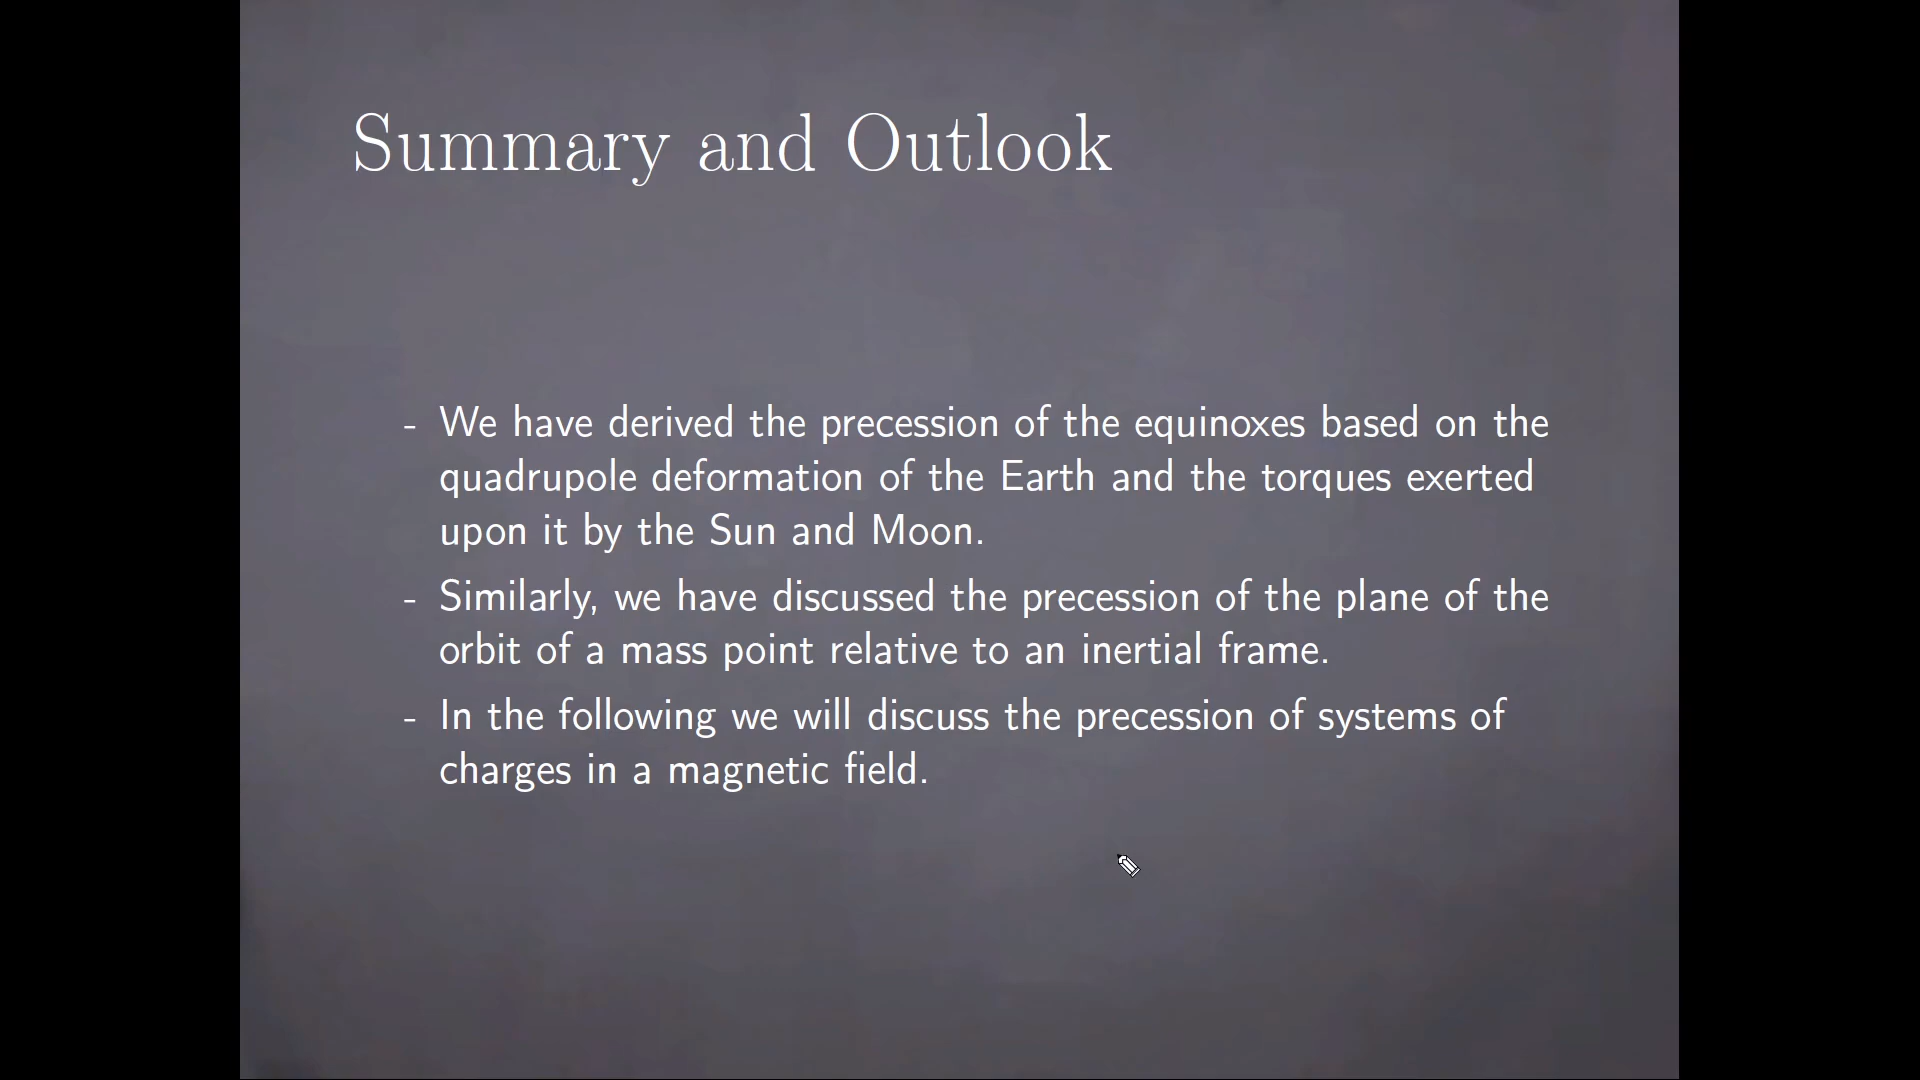 Summary and Outlook
- We have derived the precession of the equinoxes based on the
quadrupole deformation of the Earth and the torques exerted
upon it by the Sun and Moon.
- Similarly, we have discussed the precession of the plane of the
orbit of a mass point relative to an inertial frame.
- In the following we will discuss the precession of systems of
charges in a magnetic field.